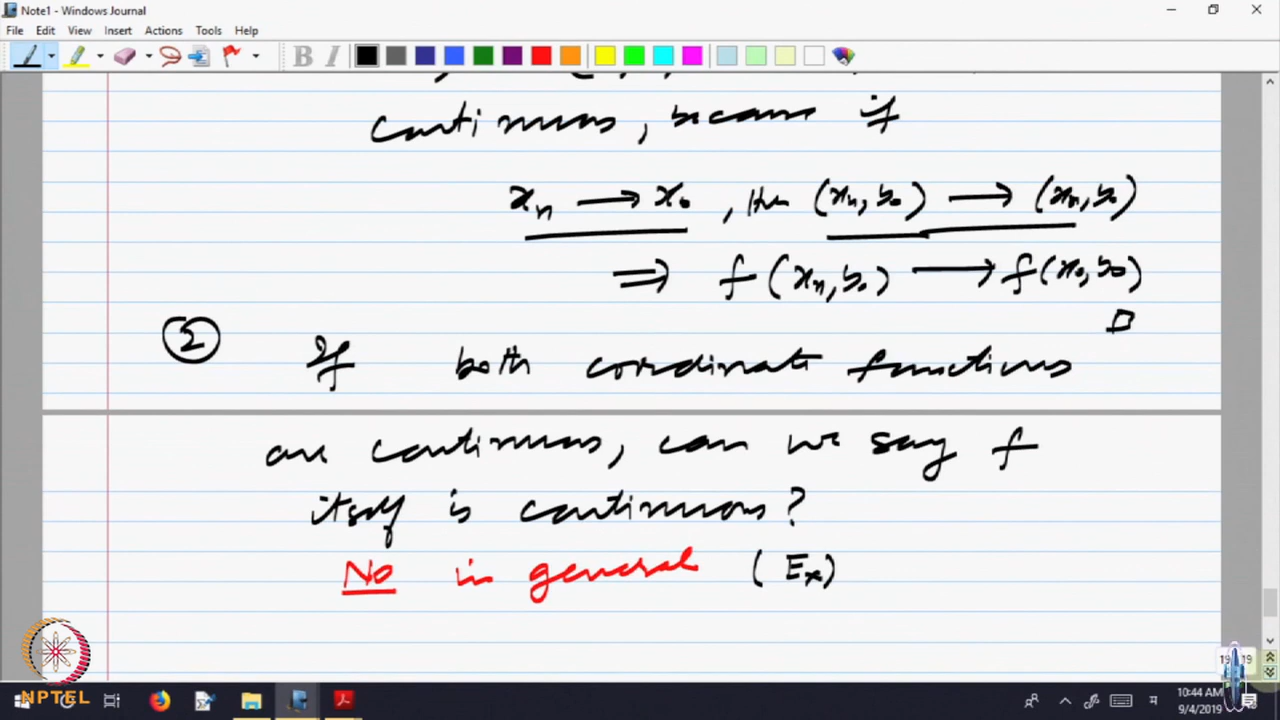 Note1 - Windows Journal
File Edit View Insert Actions Tools Help
continuous, because if
xn → x0 , then (xn, y0) → (xn, y0)
⇒ f(xn, y0) → f(x0, y0)
② If both coordinate functions
are continuous, can we say f
itself is continuous?
No in general (Ex)
NPTEL
10:44 AM
9/4/2019